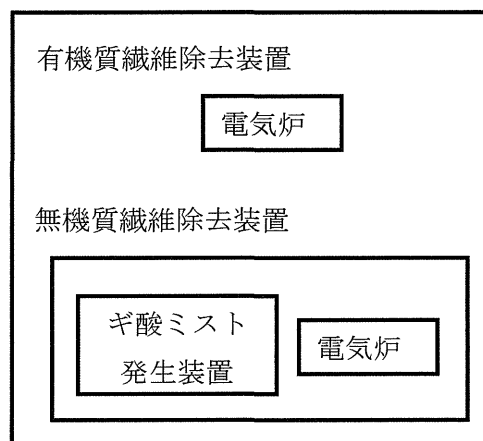 有機質繊維除去装置
電気炉
無機質繊維除去装置
ギ酸ミスト
発生装置
電気炉